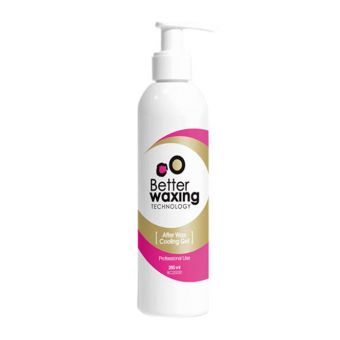 Better
waxing
TECHNOLOGY
After Wax
Cooling Gel
Professional Use
250 ml